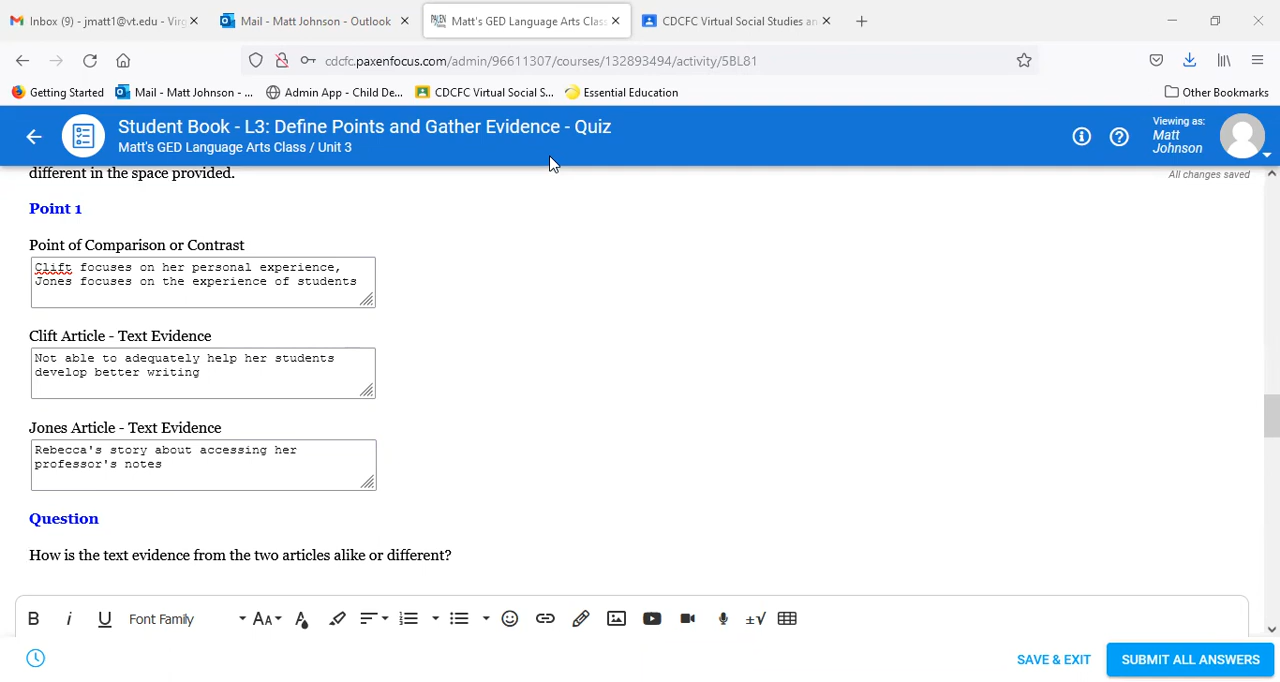 Inbox (9) - jmatt1@vt.edu - Virg
Mail - Matt Johnson - Outlook
PAXEN
Matt's GED Language Arts Class
CDCFC Virtual Social Studies an
cdcfc.paxenfocus.com/admin/96611307/courses/132893494/activity/5BL81
Getting Started
Mail - Matt Johnson - ...
Admin App - Child De...
CDCFC Virtual Social S...
Essential Education
Other Bookmarks
Student Book - L3: Define Points and Gather Evidence - Quiz
Matt's GED Language Arts Class / Unit 3
Viewing as:
Matt
Johnson
different in the space provided.
All changes saved
Point 1
Point of Comparison or Contrast
Clift focuses on her personal experience,
Jones focuses on the experience of students
Clift Article - Text Evidence
Not able to adequately help her students
develop better writing
Jones Article - Text Evidence
Rebecca's story about accessing her
professor's notes
Question
How is the text evidence from the two articles alike or different?
B i U Font Family AA A ±√
SAVE & EXIT
SUBMIT ALL ANSWERS